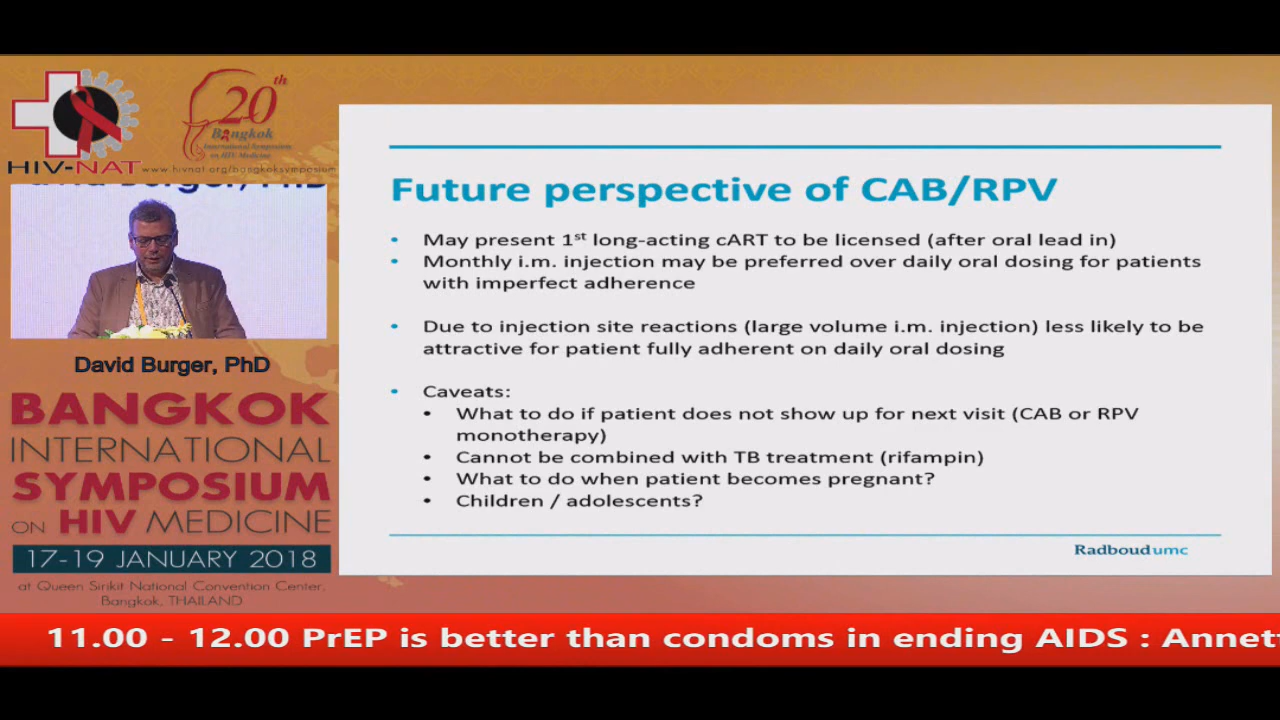 20th
Bangkok
International Symposium
on HIV Medicine
HIV-NAT
www.hivnat.org/bangkoksymposium
David Burger, PhD
BANGKOK
INTERNATIONAL
SYMPOSIUM
ON HIV MEDICINE
17-19 JANUARY 2018
at Queen Sirikit National Convention Center,
Bangkok, THAILAND
Future perspective of CAB/RPV
• May present 1st long-acting cART to be licensed (after oral lead in)
• Monthly i.m. injection may be preferred over daily oral dosing for patients
with imperfect adherence
• Due to injection site reactions (large volume i.m. injection) less likely to be
attractive for patient fully adherent on daily oral dosing
• Caveats:
• What to do if patient does not show up for next visit (CAB or RPV
monotherapy)
• Cannot be combined with TB treatment (rifampin)
• What to do when patient becomes pregnant?
• Children / adolescents?
Radboudumc
11.00 - 12.00 PrEP is better than condoms in ending AIDS : Annett